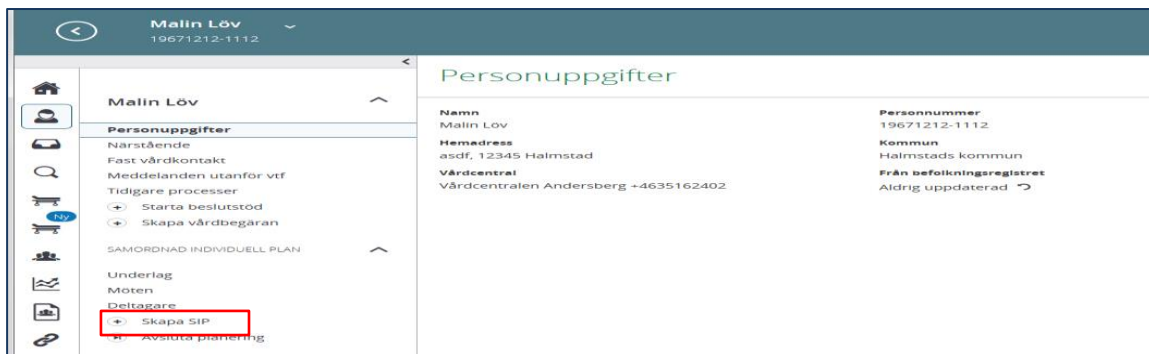 Malin Löv
19671212-1112
Personuppgifter
Malin Löv
Personuppgifter
Närstående
Fast vårdkontakt
Meddelanden utanför vtf
Tidigare processer
Starta beslutstöd
Skapa vårdbegäran
SAMORDNAD INDIVIDUELL PLAN
Underlag
Möten
Deltagare
Skapa SIP
Avsluta planering
Ny
Namn
Malin Löv
Hemadress
asdf, 12345 Halmstad
Vårdcentral
Vårdcentralen Andersberg +4635162402
Personnummer
19671212-1112
Kommun
Halmstads kommun
Från befolkningsregistret
Aldrig uppdaterad